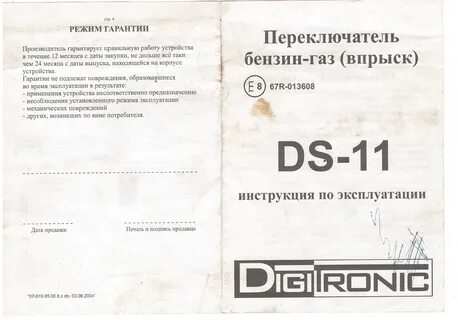 стр. 4
РЕЖИМ ГАРАНТИИ
Производитель гарантирует правильную работу устройства
в течение 12 месяцев с даты закупки, не дольше всё таки
чем 24 месяца с даты выпуска, находящейся на корпусе
устройства.
Гарантии не подлежат повреждения, образовавшиеся
во время эксплуатации в результате:
- применения устройства несоответственно предназначению
- несоблюдения установленного режима эксплуатации
- механических повреждений
- других, возникших по вине потребителя.
Дата продажи
Печать и подпись продавца
Переключатель
бензин-газ (впрыск)
E 8 67R-013608
DS-11
инструкция по эксплуатации
DIGITRONIC